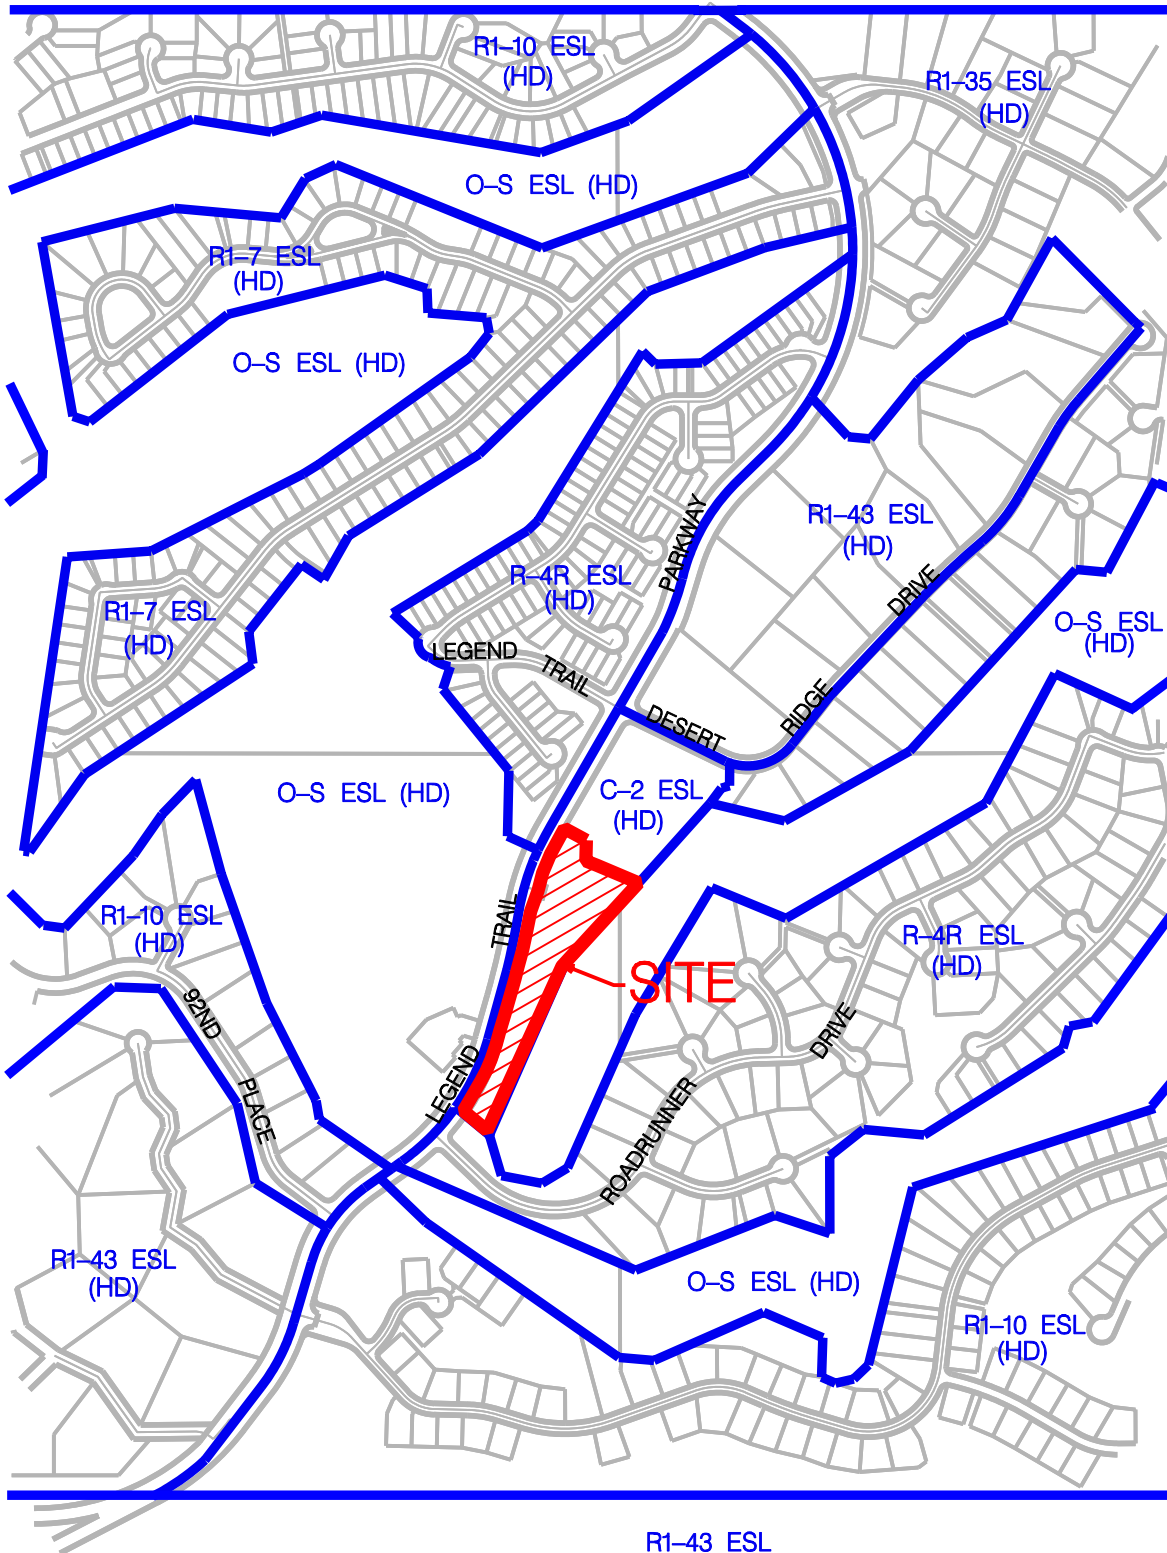 R1–10 ESL
(HD)
R1–35 ESL
(HD)
O–S ESL (HD)
R1–7 ESL
(HD)
O–S ESL (HD)
PARKWAY
R1–43 ESL
(HD)
R–4R ESL
(HD)
DRIVE
R1–7 ESL
(HD)
O–S ESL
(HD)
LEGEND
TRAIL
RIDGE
DESERT
O–S ESL (HD)
C–2 ESL
(HD)
R1–10 ESL
(HD)
TRAIL
R–4R ESL
(HD)
SITE
92ND
DRIVE
LEGEND
PLACE
ROADRUNNER
R1–43 ESL
(HD)
O–S ESL (HD)
R1–10 ESL
(HD)
R1–43 ESL